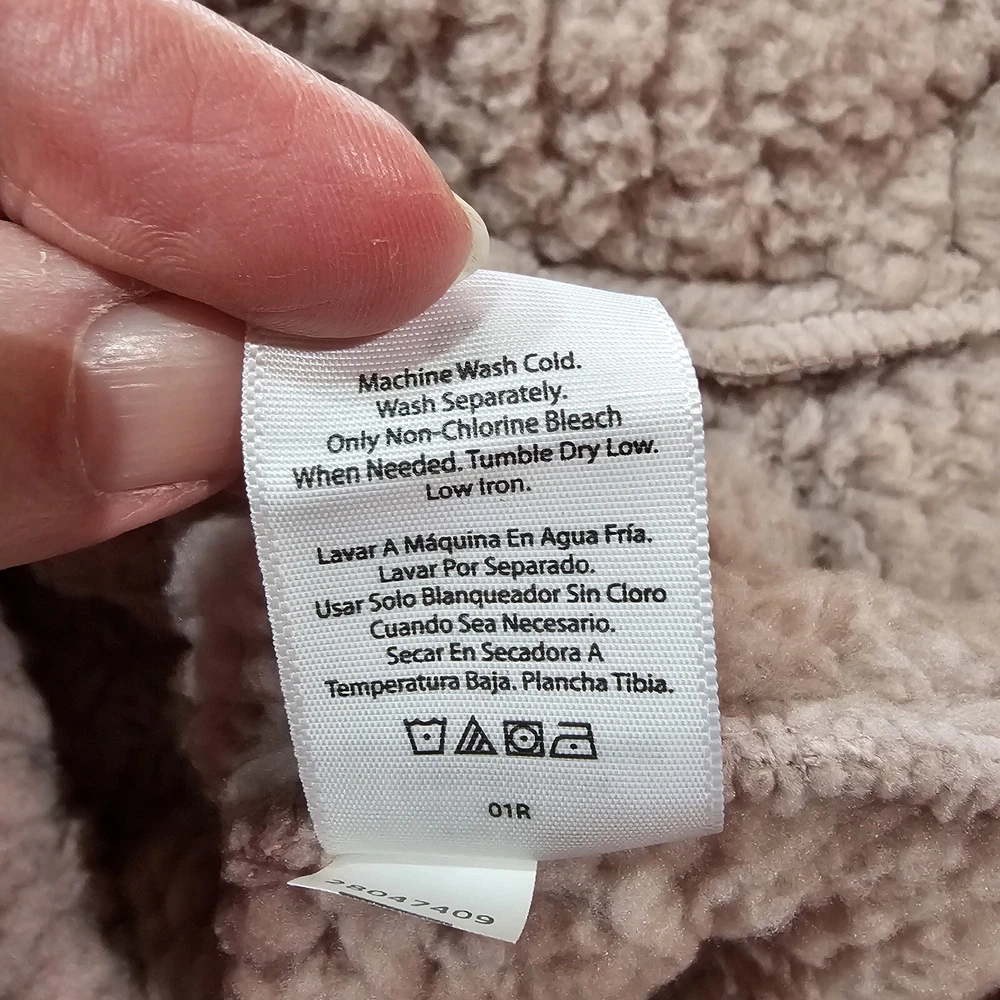 Machine Wash Cold.
Wash Separately.
Only Non-Chlorine Bleach
When Needed. Tumble Dry Low.
Low Iron.
Lavar A Máquina En Agua Fría.
Lavar Por Separado.
Usar Solo Blanqueador Sin Cloro
Cuando Sea Necesario.
Secar En Secadora A
Temperatura Baja. Plancha Tibia.
01R
28047409